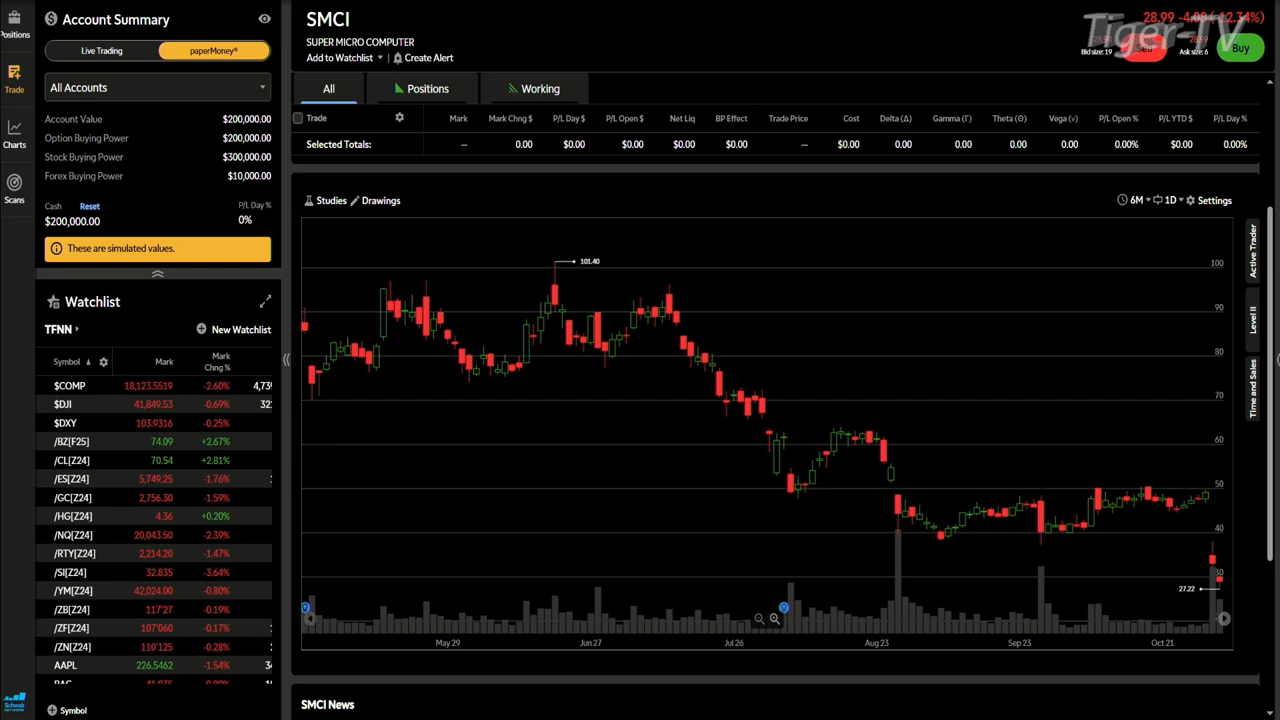 Account Summary
Live Trading
paperMoney®
All Accounts
Account Value $200,000.00
Option Buying Power $200,000.00
Stock Buying Power $300,000.00
Forex Buying Power $10,000.00
Cash Reset P/L Day %
$200,000.00 0%
These are simulated values.
Watchlist
TFNN
New Watchlist
Symbol Mark Mark Chng %
$COMP 18,123.5519 -2.60%
$DJI 41,849.53 -0.69%
$DXY 103.9316 -0.25%
/BZ[F25] 74.09 +2.67%
/CL[Z24] 70.54 +2.81%
/ES[Z24] 5,749.25 -1.76%
/GC[Z24] 2,756.30 -1.59%
/HG[Z24] 4.36 +0.20%
/NQ[Z24] 20,043.50 -2.39%
/RTY[Z24] 2,214.20 -1.47%
/SI[Z24] 32.835 -3.64%
/YM[Z24] 42,024.00 -0.80%
/ZB[Z24] 117'27 -0.19%
/ZF[Z24] 107'060 -0.17%
/ZN[Z24] 110'125 -0.28%
AAPL 226.5462 -1.54%
Symbol
Positions
Trade
Charts
Scans
Schwab
NETWORK
SMCI
SUPER MICRO COMPUTER
Add to Watchlist
Create Alert
28.99
Tiger-TV
Bid size: 19
Sell
Ask size: 6
Buy
All
Positions
Working
Trade Mark Mark Chng $ P/L Day $ P/L Open $ Net Liq BP Effect Trade Price Cost Delta (Δ) Gamma (Γ) Theta (Θ) Vega (ν) P/L Open % P/L YTD $ P/L Day %
Selected Totals: -- 0.00 $0.00 $0.00 $0.00 $0.00 -- $0.00 0.00 0.00 0.00 0.00 0.00% $0.00 0.00%
Studies
Drawings
6M
1D
Settings
101.40
100
90
80
70
60
50
40
30
27.22
May 29
Jun 27
Jul 26
Aug 23
Sep 23
Oct 21
Active Trader
Level II
Time and Sales
SMCI News